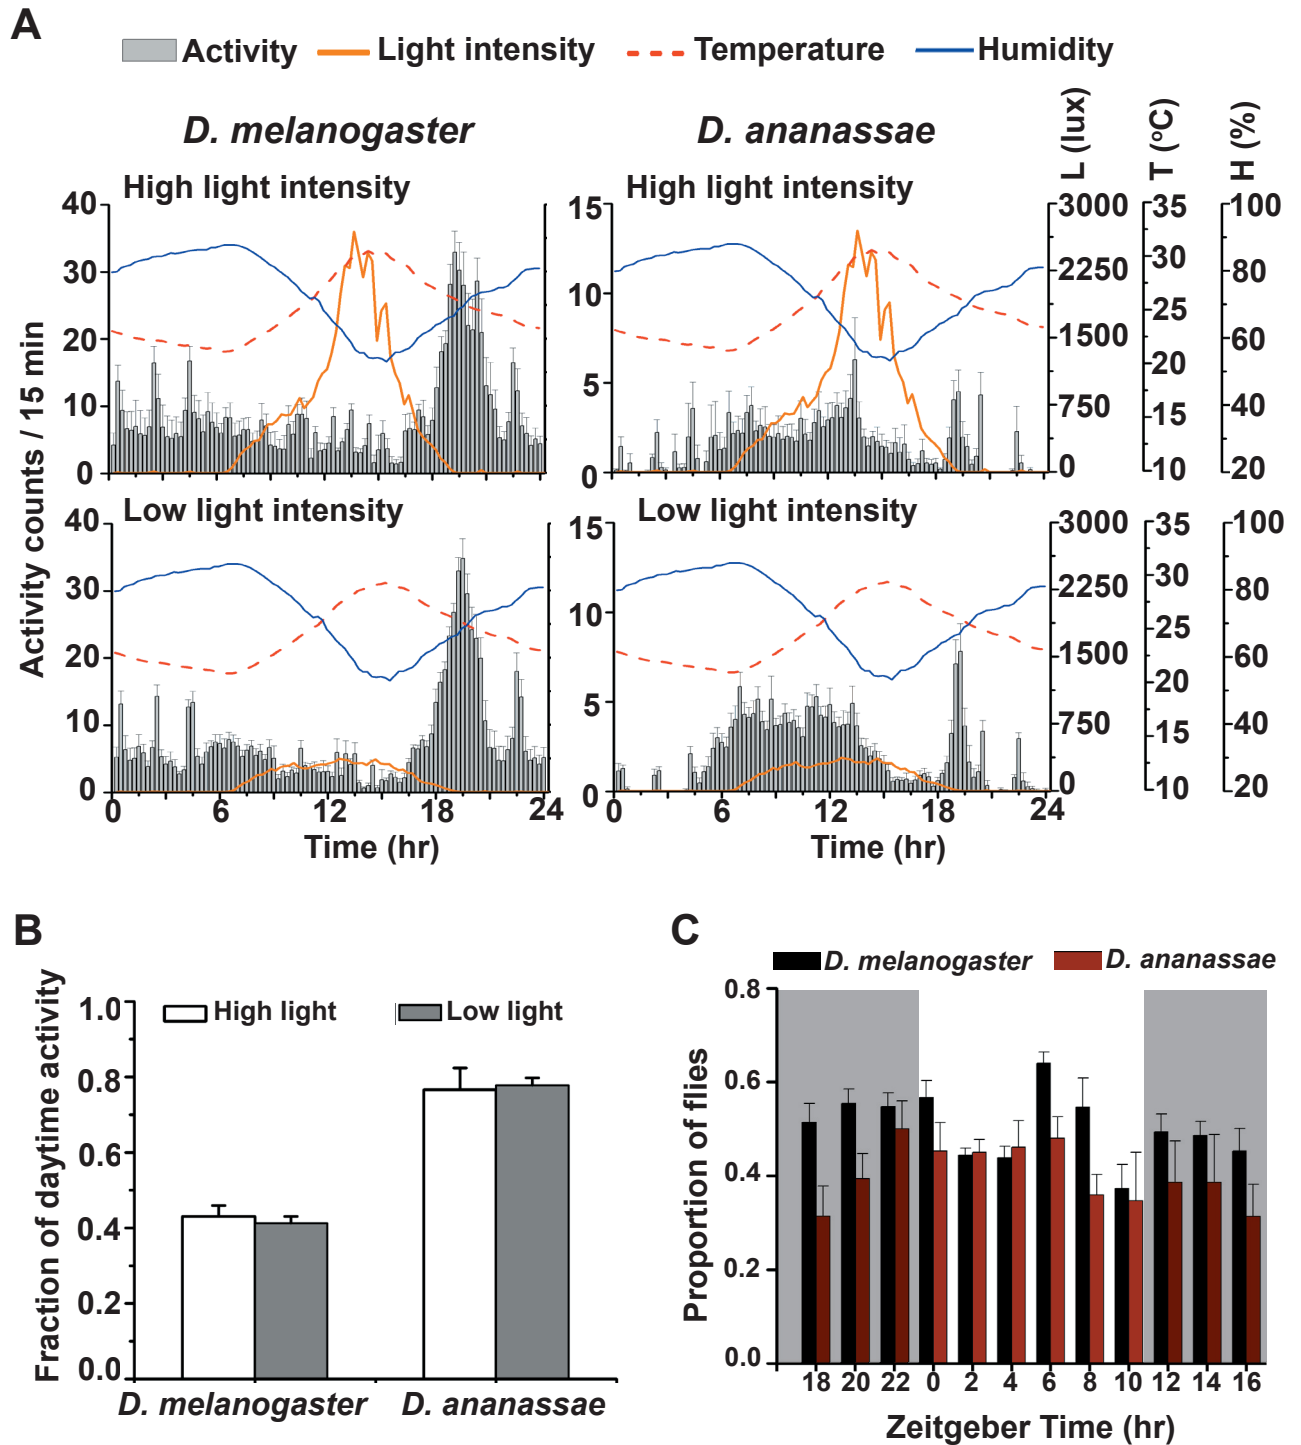 A
Activity Light intensity Temperature Humidity
D. melanogaster D. ananassae
L (lux) T (°C) H (%)
High light intensity High light intensity
Activity counts / 15 min
40 30 20 10 0
15 10 5 0
3000 2250 1500 750 0
35 30 25 20 15 10
100 80 60 40 20
Low light intensity Low light intensity
40 30 20 10 0
15 10 5 0
3000 2250 1500 750 0
35 30 25 20 15 10
100 80 60 40 20
0 6 12 18 24 0 6 12 18 24
Time (hr) Time (hr)
B
High light Low light
Fraction of daytime activity
1.0 0.8 0.6 0.4 0.2 0.0
D. melanogaster D. ananassae
C
D. melanogaster D. ananassae
Proportion of flies
0.8 0.6 0.4 0.2 0.0
18 20 22 0 2 4 6 8 10 12 14 16
Zeitgeber Time (hr)